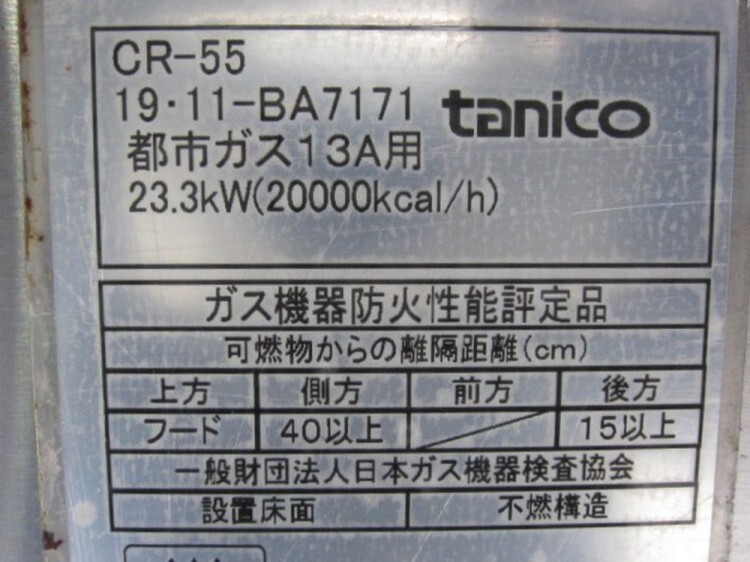 CR-55
19・11-BA7171 tanico
都市ガス13A用
23.3kW(20000kcal/h)
ガス機器防火性能評定品
可燃物からの離隔距離(cm)
上方 側方 前方 後方
フード 40以上 15以上
一般財団法人日本ガス機器検査協会
設置床面 不燃構造